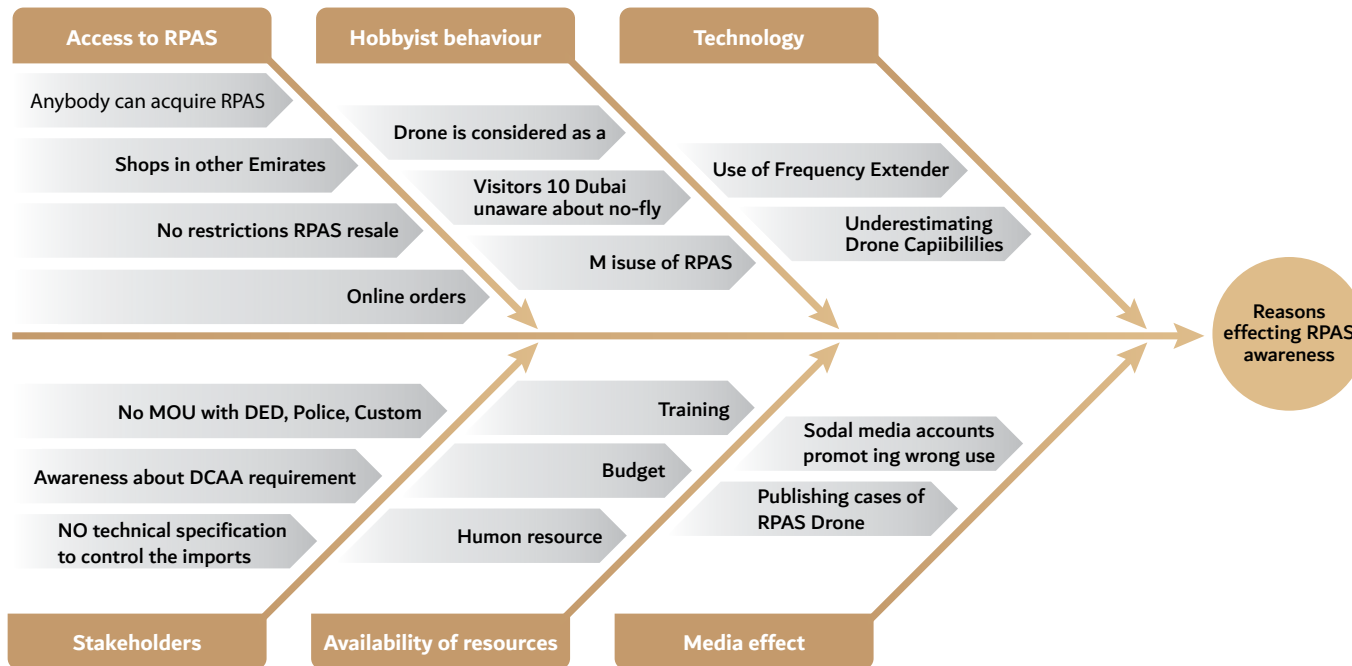 Access to RPAS
Hobbyist behaviour
Technology
Anybody can acquire RPAS
Shops in other Emirates
No restrictions RPAS resale
Online orders
Drone is considered as a
Visitors 10 Dubai
unaware about no-fly
M isuse of RPAS
Use of Frequency Extender
Underestimating
Drone Capiibililies
Reasons
effecting RPAS
awareness
No MOU with DED, Police, Custom
Awareness about DCAA requirement
NO technical specification
to control the imports
Training
Budget
Humon resource
Sodal media accounts
promot ing wrong use
Publishing cases of
RPAS Drone
Stakeholders
Availability of resources
Media effect